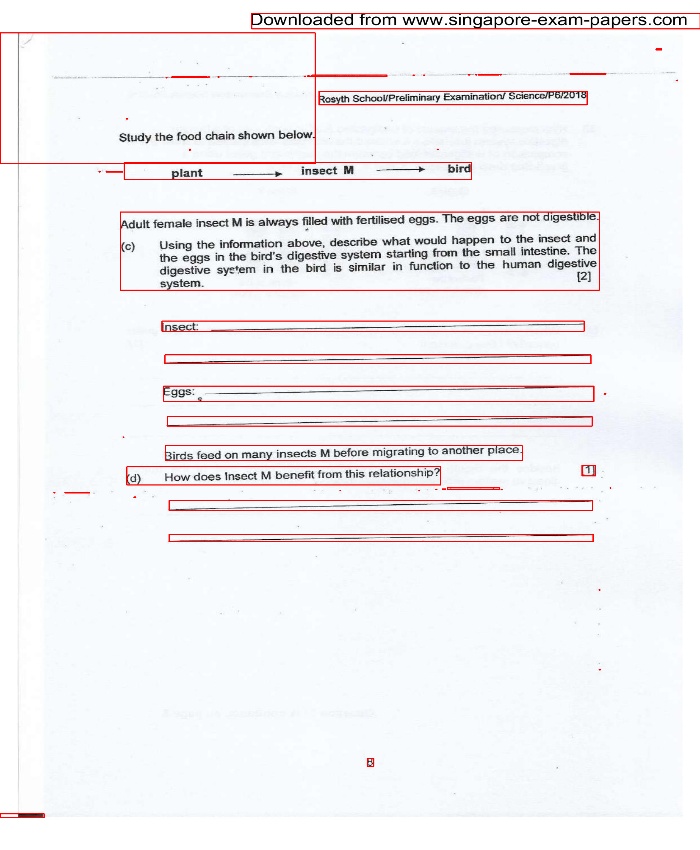 Downloaded from www.singapore-exam-papers.com
Rosyth School/Preliminary Examination/ Science/P6/2018
Study the food chain shown below.
plant → insect M → bird
Adult female insect M is always filled with fertilised eggs. The eggs are not digestible.
(c) Using the information above, describe what would happen to the insect and
the eggs in the bird's digestive system starting from the small intestine. The
digestive system in the bird is similar in function to the human digestive
system. [2]
Insect:
Eggs:
Birds feed on many insects M before migrating to another place.
(d) How does insect M benefit from this relationship? [1]